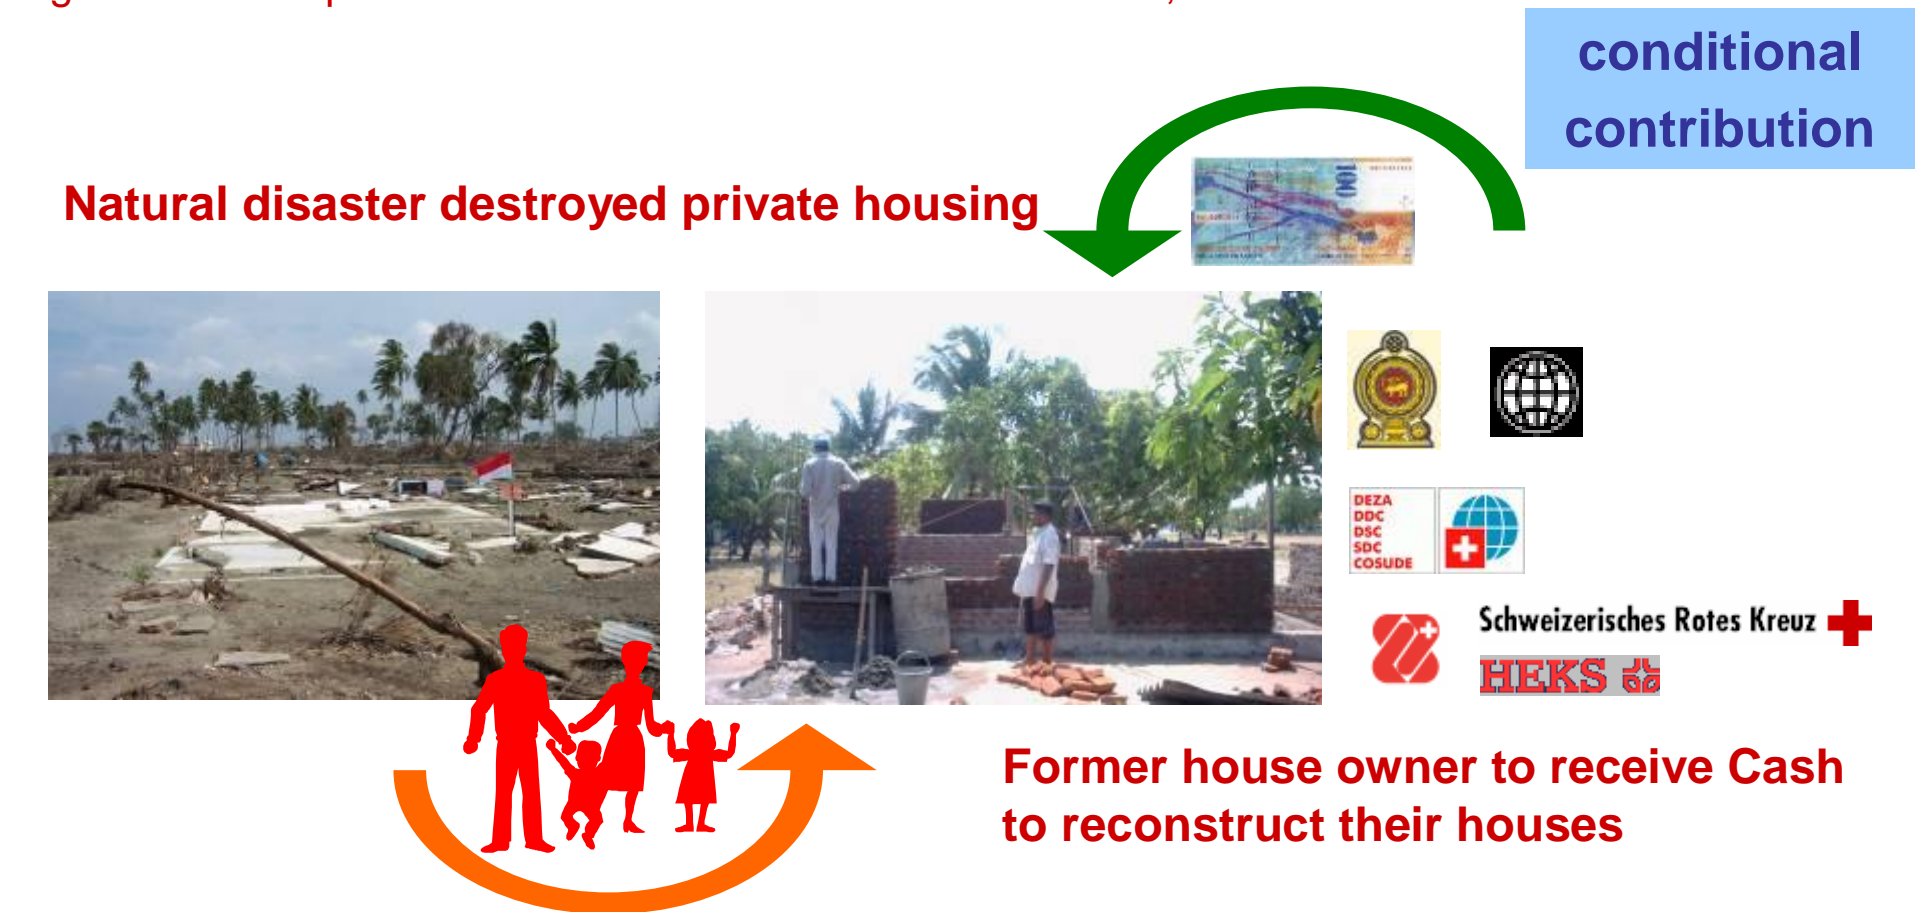 conditional
contribution
Natural disaster destroyed private housing
100
DEZA
DDC
DSC
SDC
COSUDE
Schweizerisches Rotes Kreuz
HEKS
Former house owner to receive Cash
to reconstruct their houses